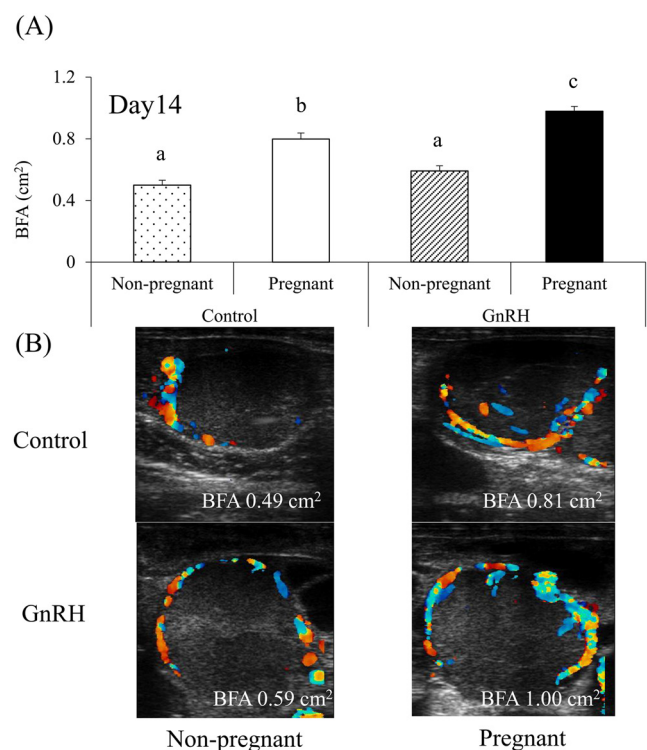 (A)
1.2
c
Day14
b
0.8
a
a
BFA (cm²)
0.4
0
Non-pregnant Pregnant Non-pregnant Pregnant
Control GnRH
(B)
Control
BFA 0.49 cm² BFA 0.81 cm²
GnRH
BFA 0.59 cm² BFA 1.00 cm²
Non-pregnant Pregnant